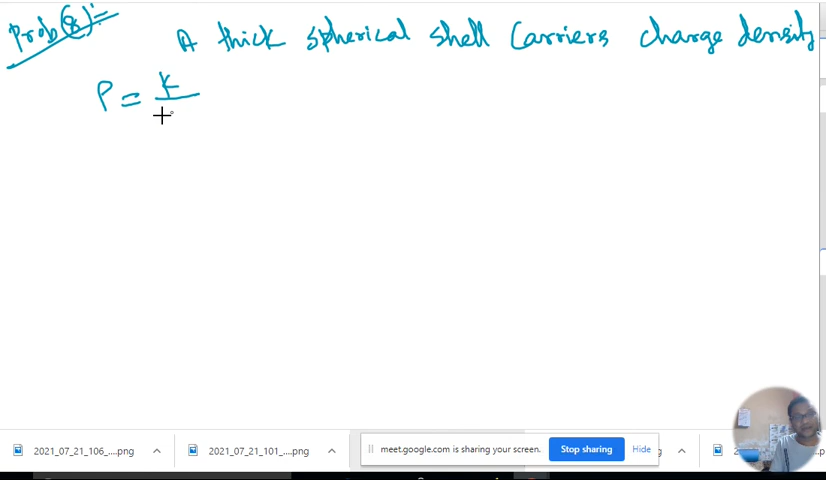 Prob(8):- A thick spherical shell Carriers charge density
ρ = k
2021_07_21_106_....png
2021_07_21_101_....png
meet.google.com is sharing your screen.
Stop sharing
Hide